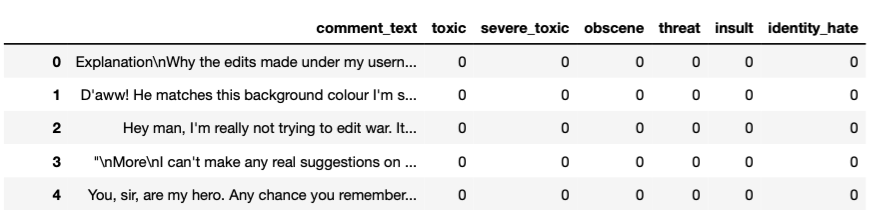 comment_text toxic severe_toxic obscene threat insult identity_hate
0 Explanation\nWhy the edits made under my usern... 0 0 0 0 0 0
1 D'aww! He matches this background colour I'm s... 0 0 0 0 0 0
2 Hey man, I'm really not trying to edit war. It... 0 0 0 0 0 0
3 "\nMore\nI can't make any real suggestions on ... 0 0 0 0 0 0
4 You, sir, are my hero. Any chance you remember... 0 0 0 0 0 0